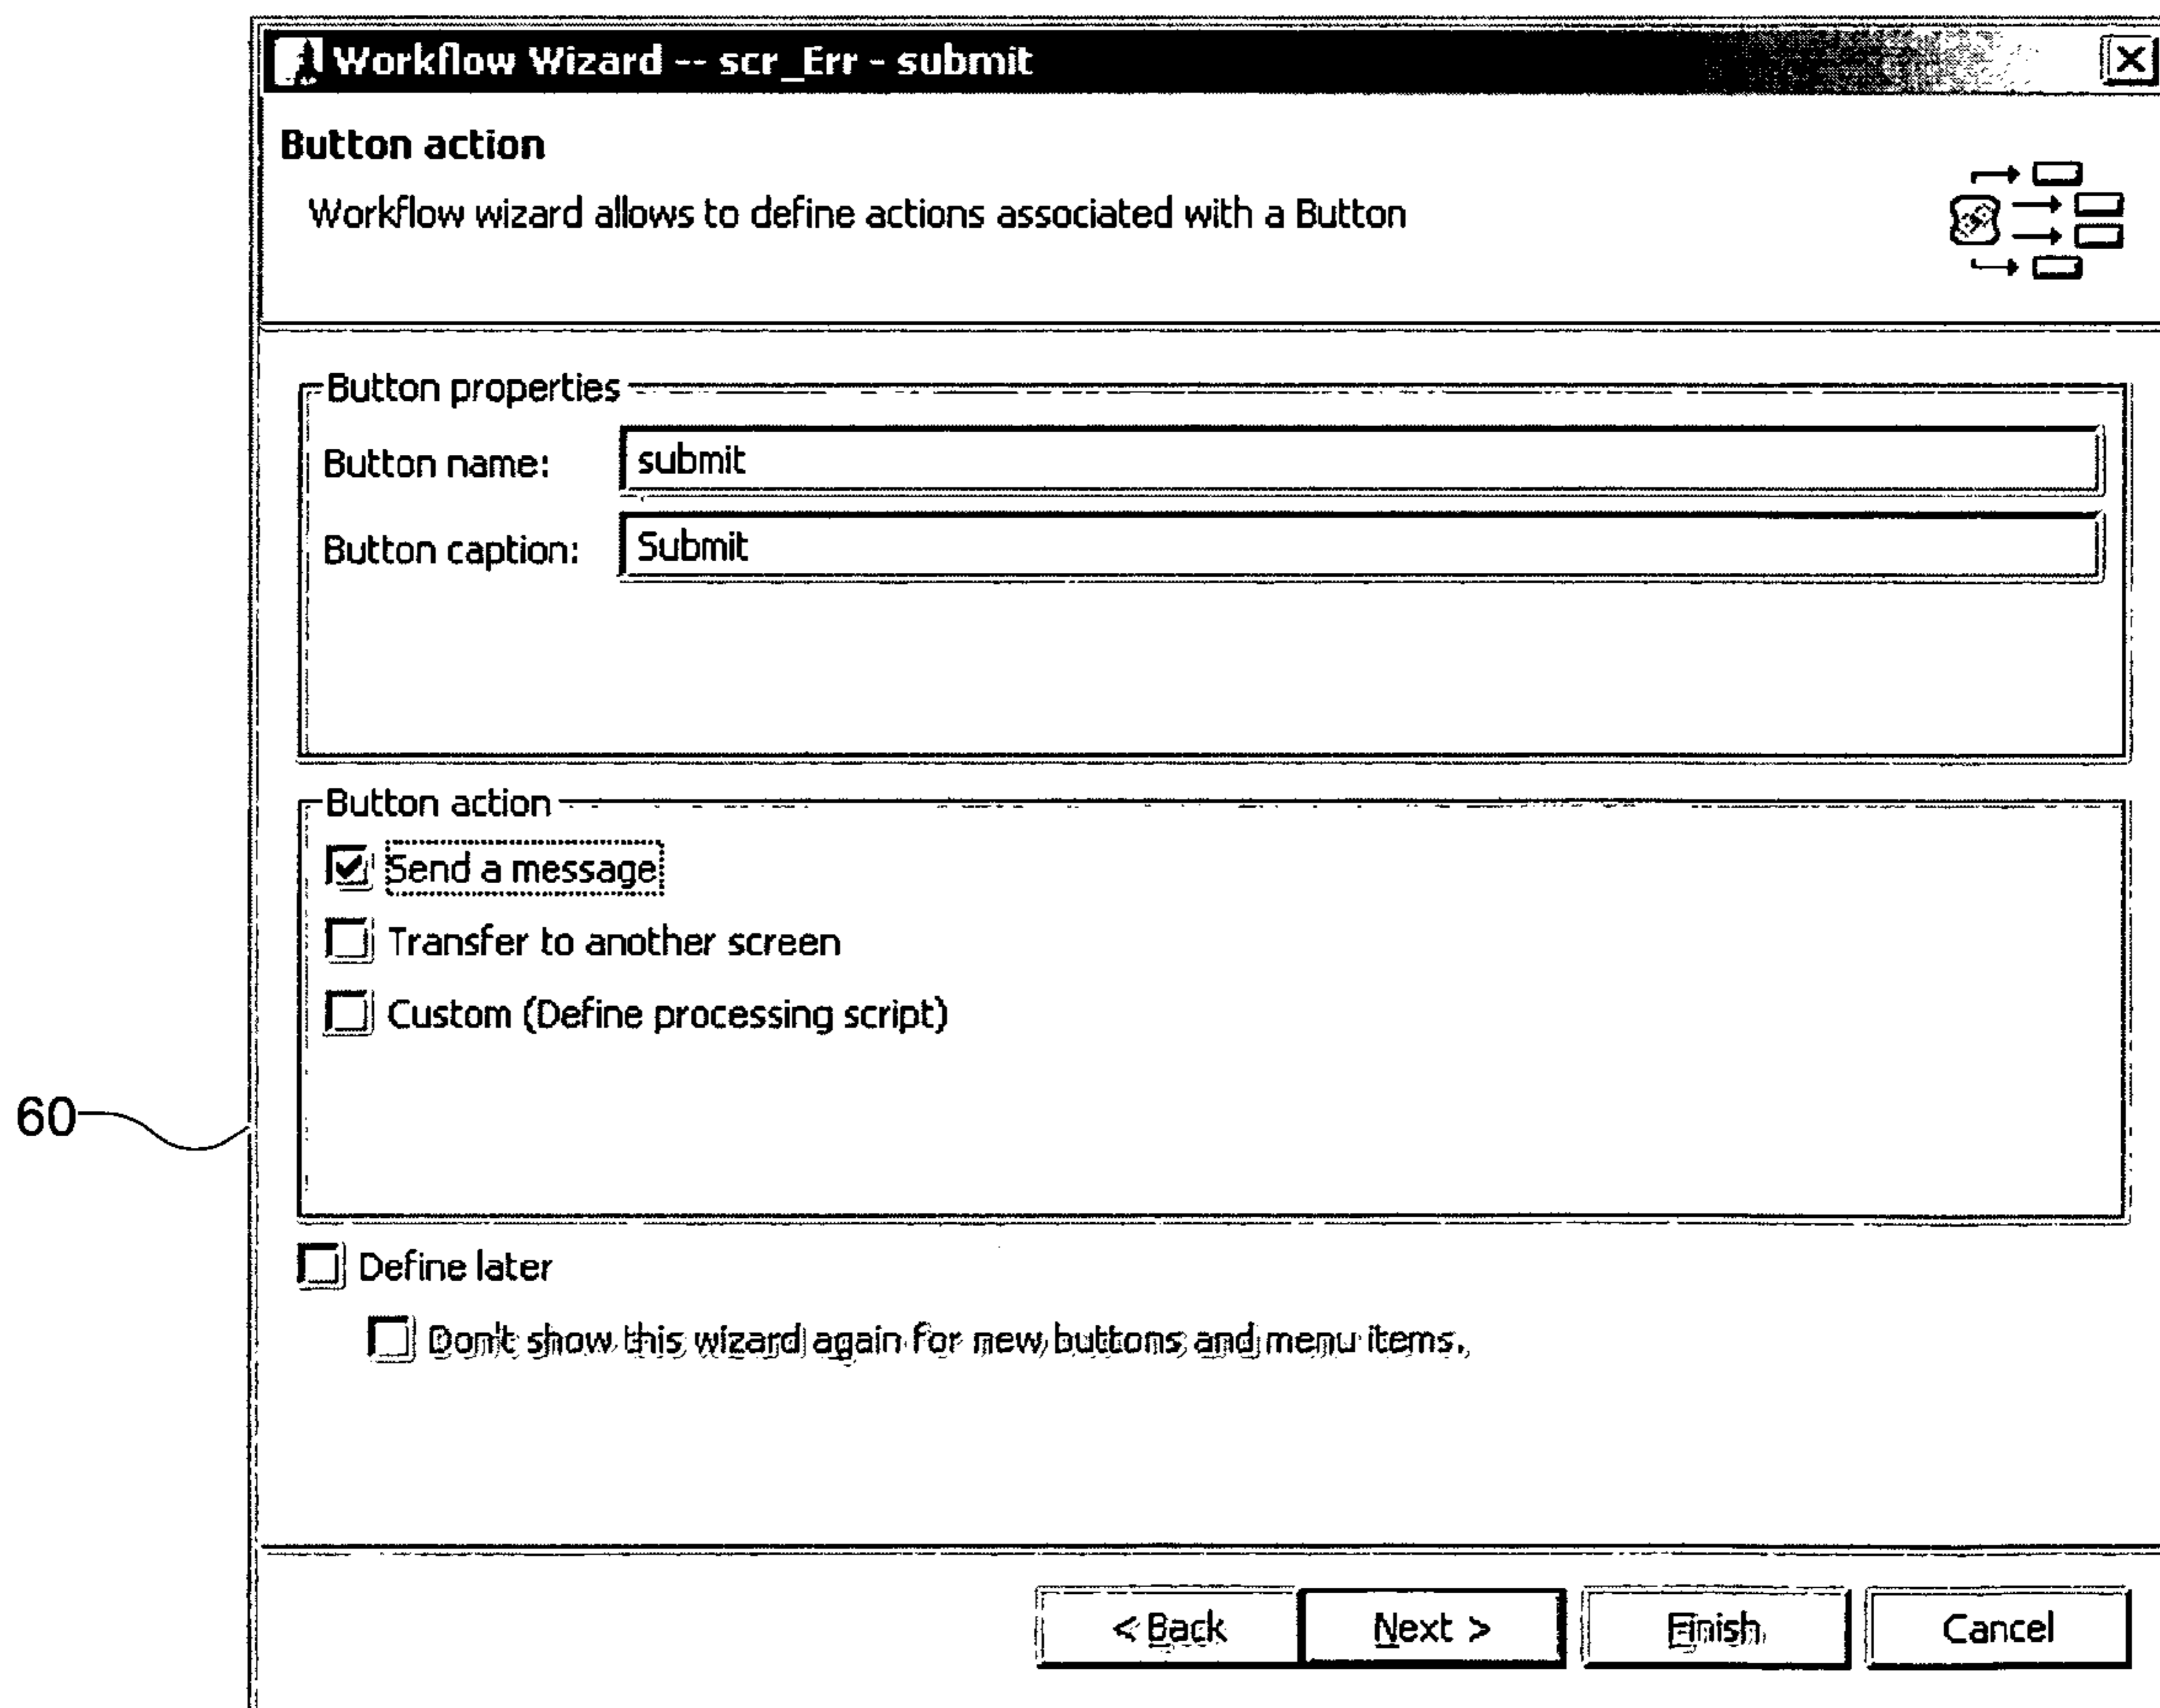 Workflow Wizard -- scr_Err - submit
Button action
Workflow wizard allows to define actions associated with a Button
Button properties
Button name: submit
Button caption: Submit
Button action
Send a message
Transfer to another screen
Custom (Define processing script)
60
Define later
Don't show this wizard again for new buttons and menu items.
< Back Next > Finish Cancel